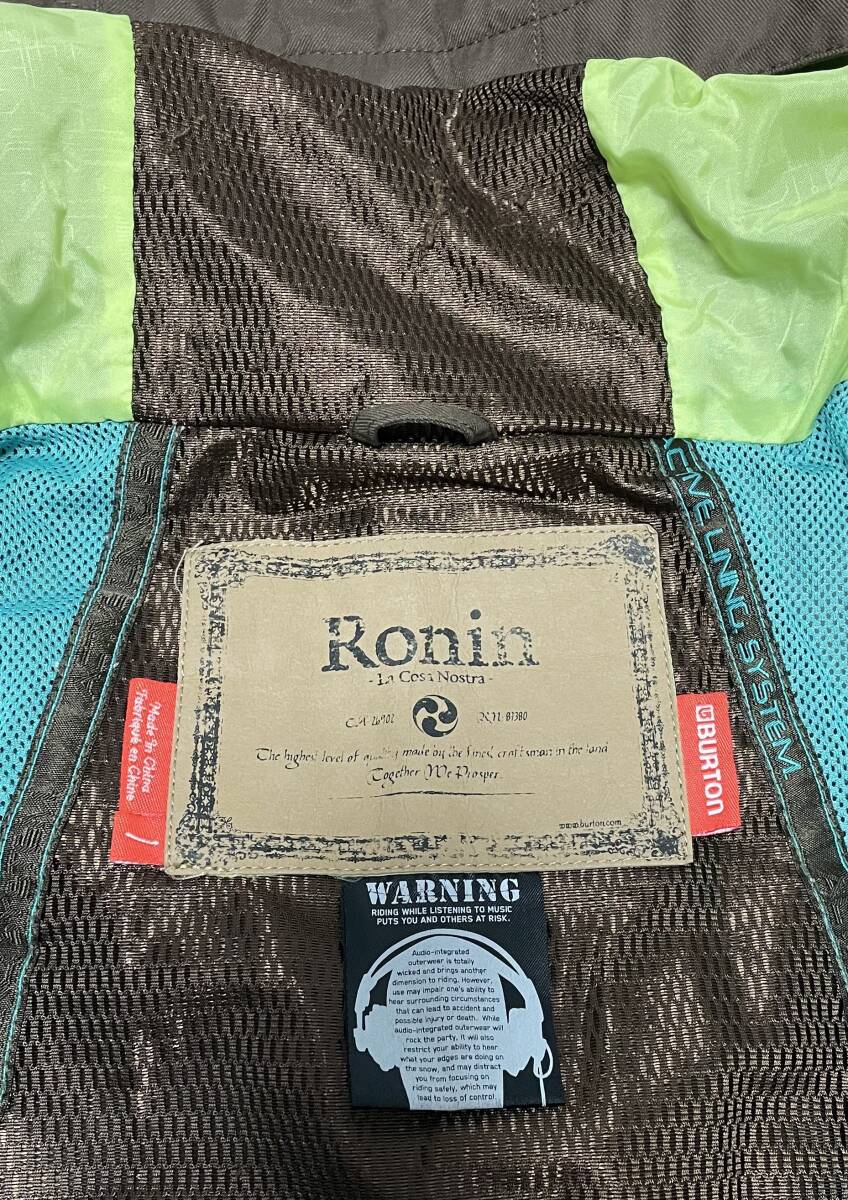 CTIVE LINING SYSTEM
Ronin
- La Cosa Nostra -
CA 26902 RN 87380
The highest level of quality made by the finest craftsman in the land
Together We Prosper.
www.burton.com
Made in China
Fabriqué en Chine
BURTON
WARNING
RIDING WHILE LISTENING TO MUSIC
PUTS YOU AND OTHERS AT RISK.
Audio-integrated
outerwear is totally
wicked and brings another
dimension to riding. However,
use may impair one's ability to
hear surrounding circumstances
that can lead to accident and
possible injury or death. While
audio-integrated outerwear will
rock the party, it will also
restrict your ability to hear
what your edges are doing on
the snow, and may distract
you from focusing on
riding safely, which may
lead to loss of control.